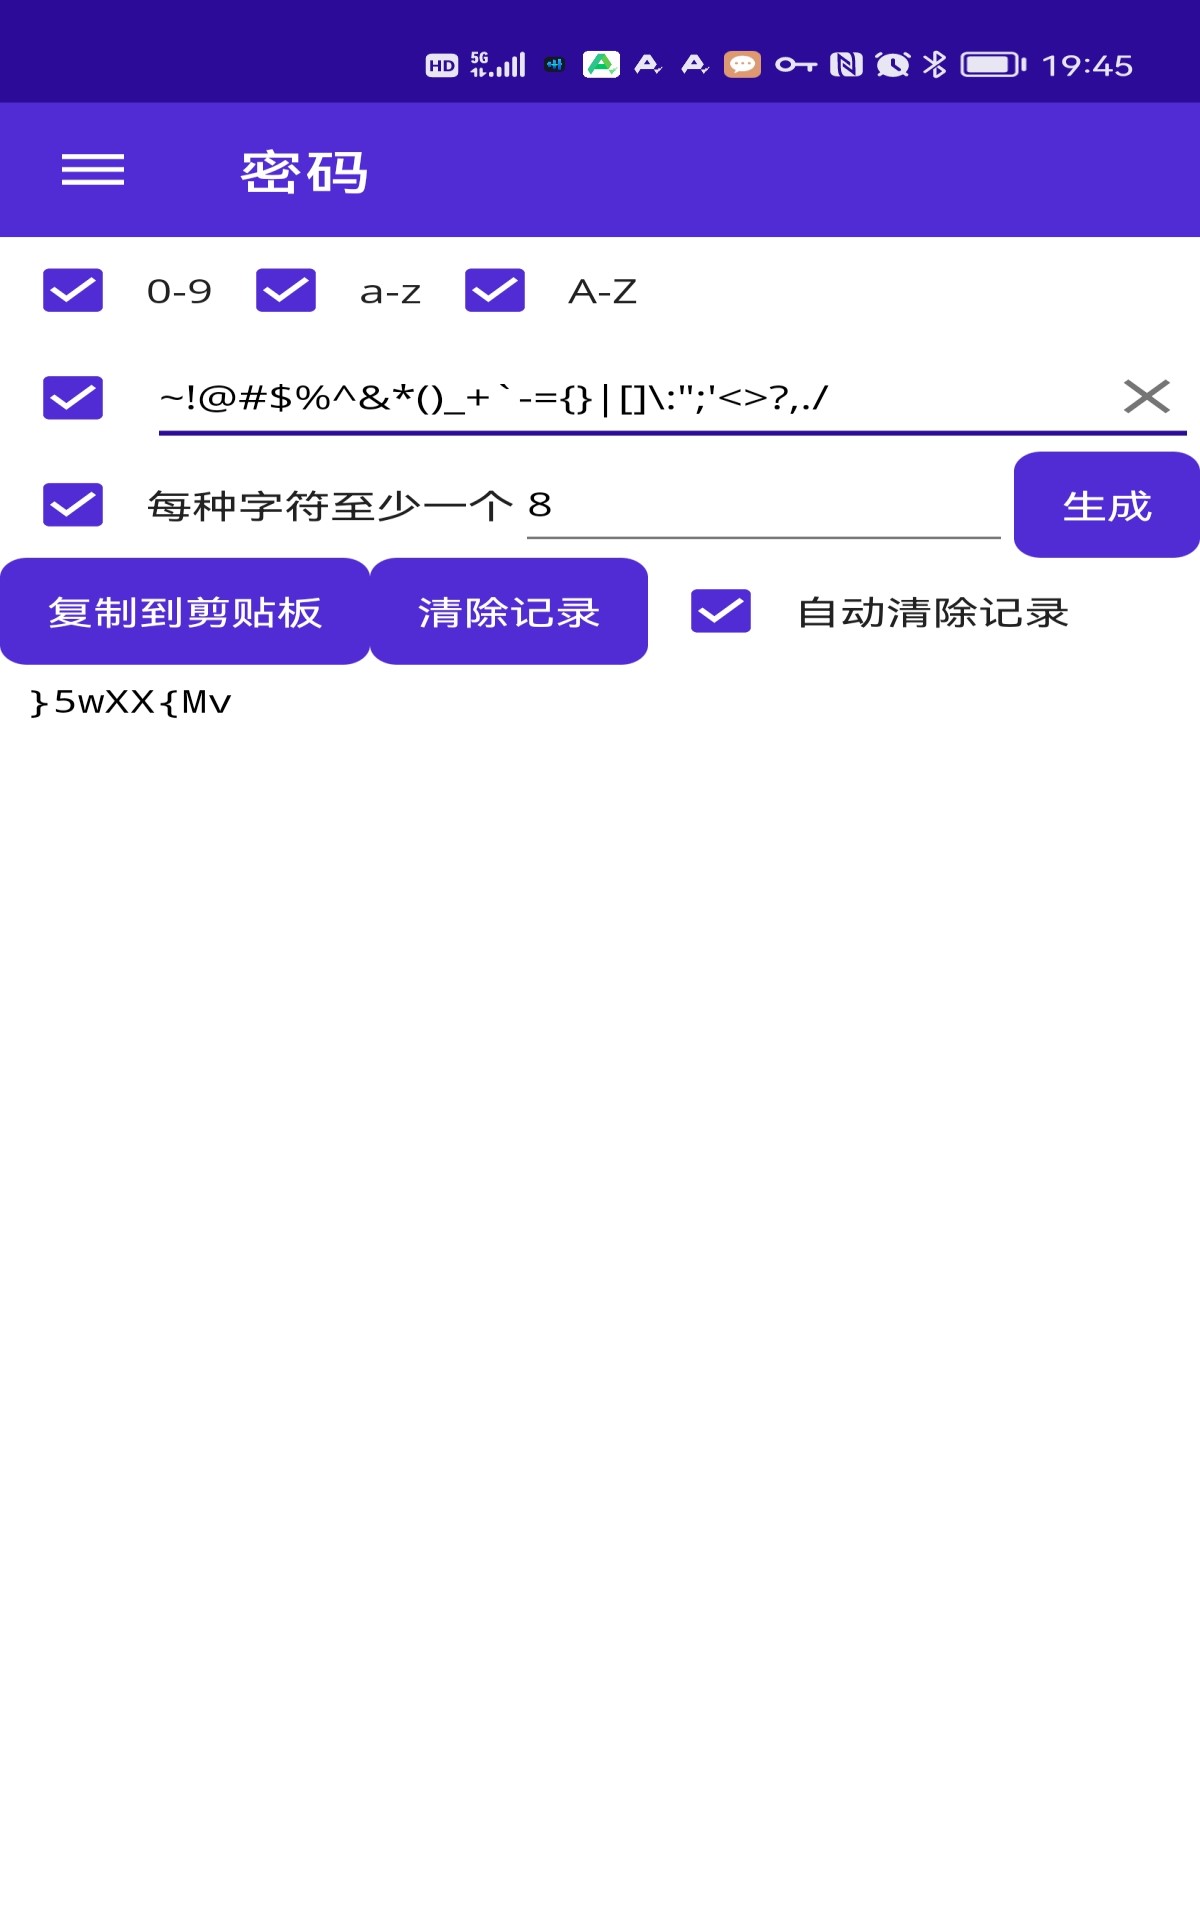 HD 5G 19:45
密码
0-9 a-z A-Z
~!@#$%^&*()_+`-={}|[]\:";'<>?,./
每种字符至少一个 8 生成
复制到剪贴板 清除记录 自动清除记录
}5wXX{Mv